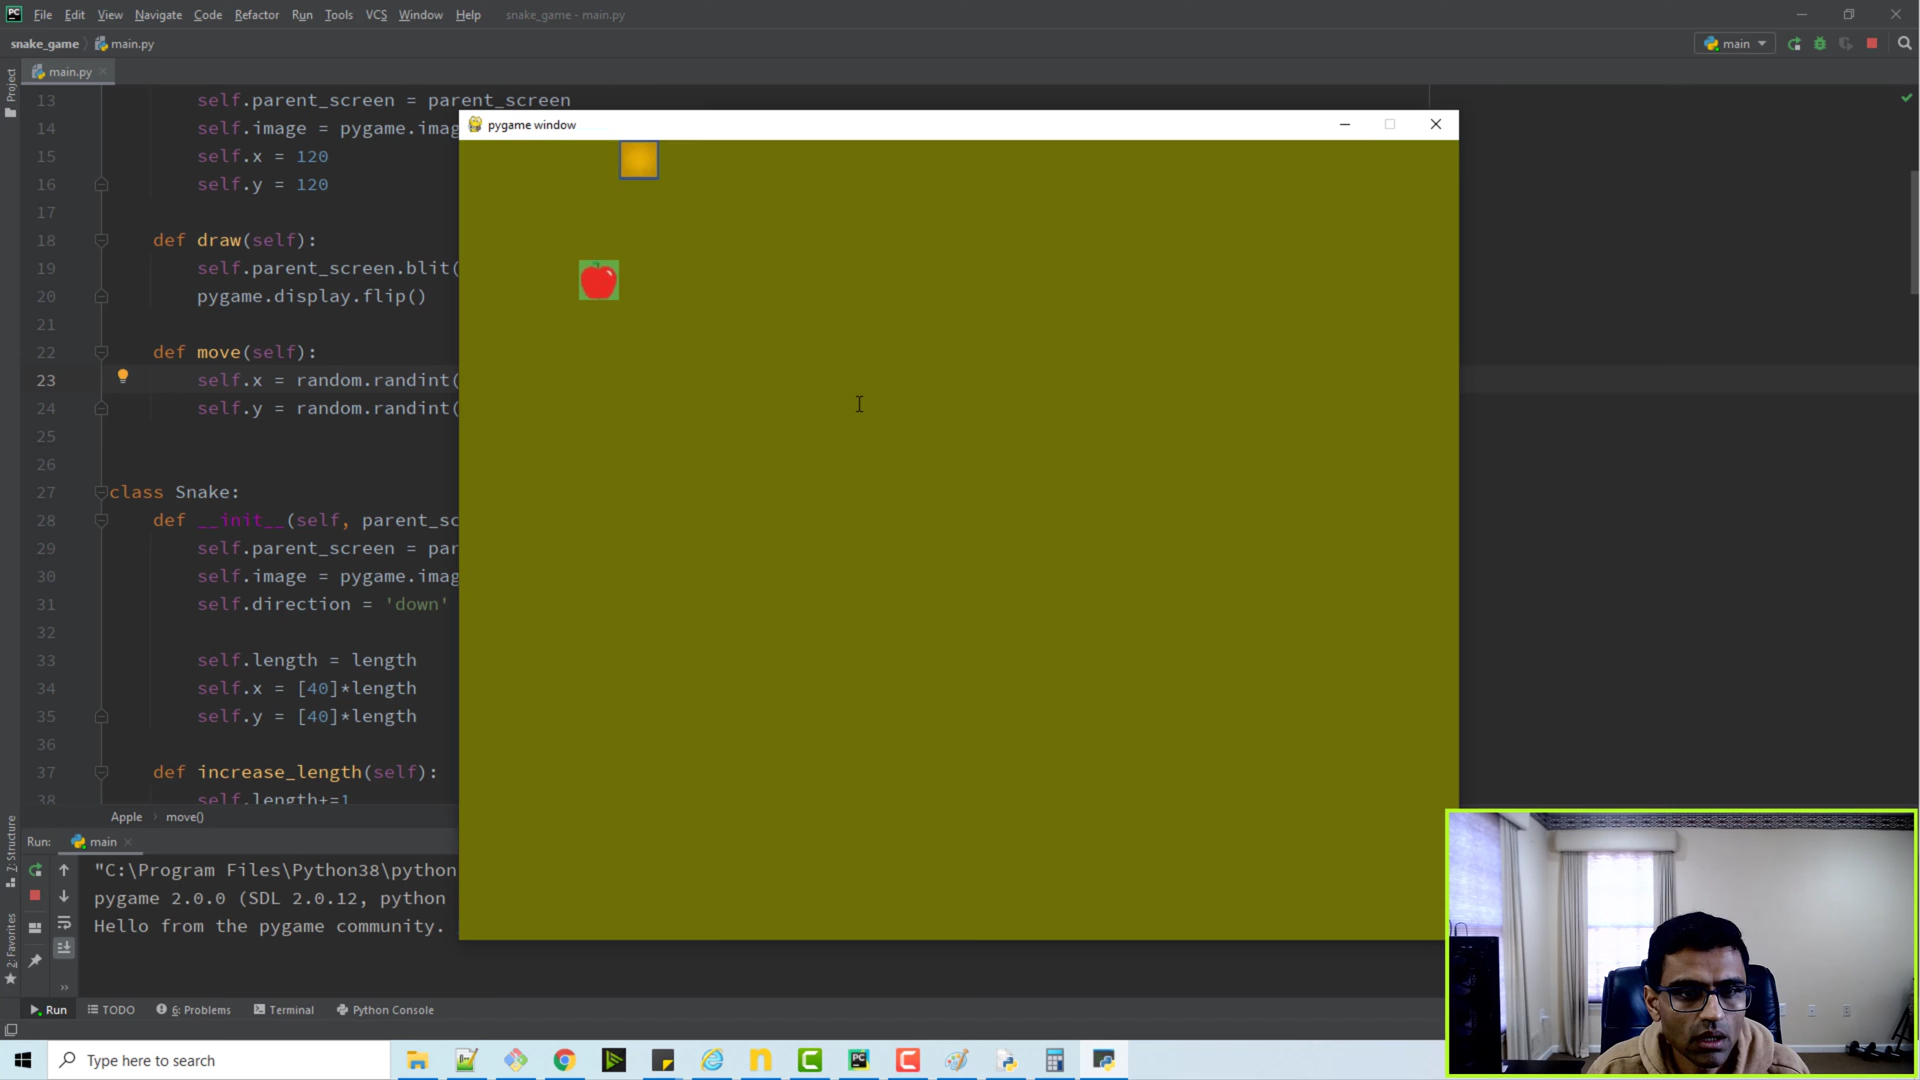 PC File Edit View Navigate Code Refactor Run Tools VCS Window Help snake_game - main.py
snake_game main.py main
Project
main.py
13 self.parent_screen = parent_screen
pygame window
14 self.image = pygame.imag
15 self.x = 120
16 self.y = 120
17
18 def draw(self):
19 self.parent_screen.blit(
20 pygame.display.flip()
21
22 def move(self):
23 self.x = random.randint(
24 self.y = random.randint(
25
26
27 class Snake:
28 def __init__(self, parent_sc
29 self.parent_screen = par
30 self.image = pygame.imag
31 self.direction = 'down'
32
33 self.length = length
34 self.x = [40]*length
35 self.y = [40]*length
36
37 def increase_length(self):
38 self.length+=1
Apple move()
Z: Structure
2: Favorites
Run: main
"C:\Program Files\Python38\python
pygame 2.0.0 (SDL 2.0.12, python
Hello from the pygame community.
Run TODO 6: Problems Terminal Python Console
Type here to search